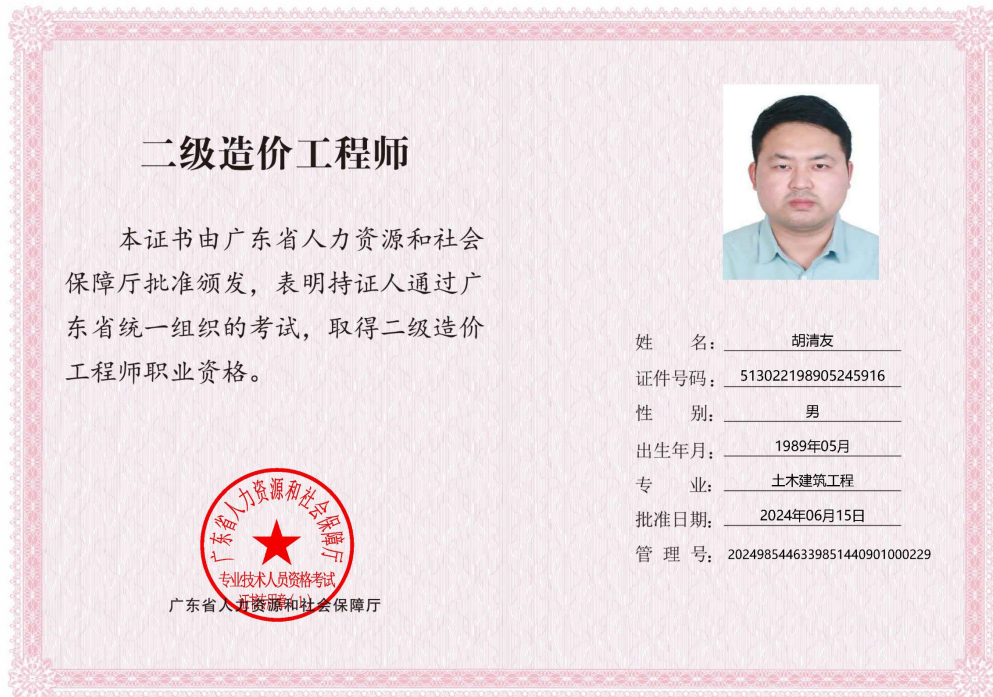 二级造价工程师
本证书由广东省人力资源和社会
保障厅批准颁发，表明持证人通过广
东省统一组织的考试，取得二级造价
工程师职业资格。
广东省人力资源和社会保障厅
专业技术人员资格考试
证书专用章(1)
广东省人力资源和社会保障厅
姓 名：胡清友
证件号码：513022198905245916
性 别：男
出生年月：1989年05月
专 业：土木建筑工程
批准日期：2024年06月15日
管 理 号：2024985446339851440901000229